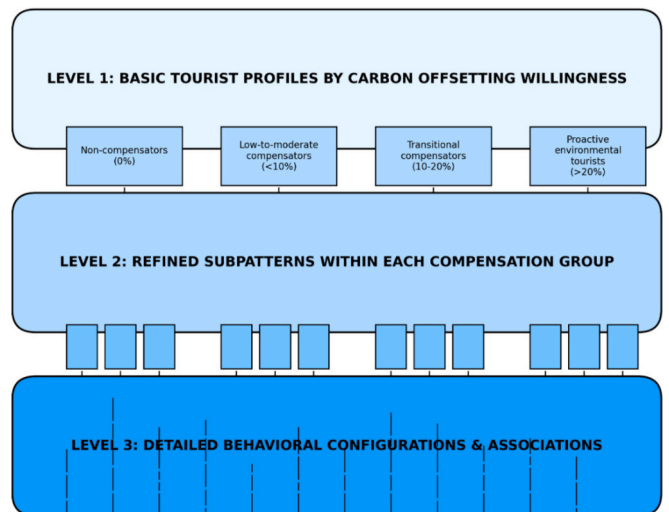 LEVEL 1: BASIC TOURIST PROFILES BY CARBON OFFSETTING WILLINGNESS
Non-compensators
(0%)
Low-to-moderate
compensators
(<10%)
Transitional
compensators
(10-20%)
Proactive
environmental
tourists
(>20%)
LEVEL 2: REFINED SUBPATTERNS WITHIN EACH COMPENSATION GROUP
LEVEL 3: DETAILED BEHAVIORAL CONFIGURATIONS & ASSOCIATIONS